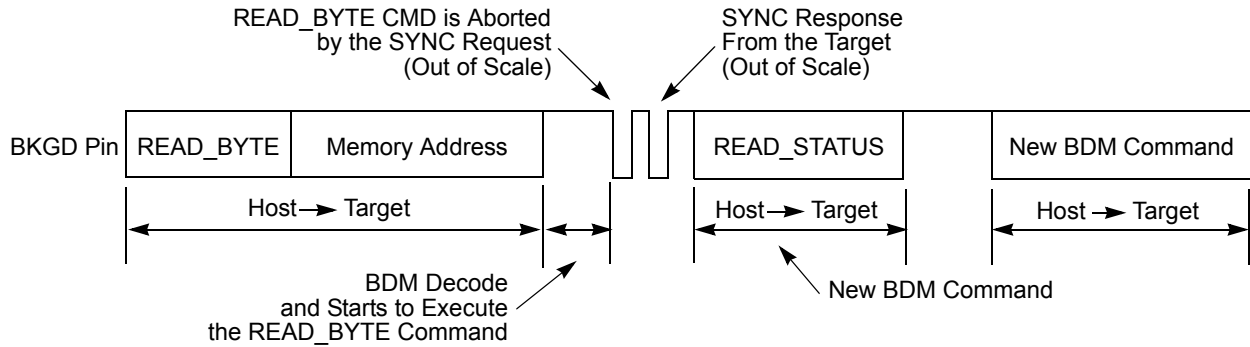 READ_BYTE CMD is Aborted
by the SYNC Request
(Out of Scale)
SYNC Response
From the Target
(Out of Scale)
BKGD Pin
READ_BYTE
Memory Address
READ_STATUS
New BDM Command
Host Target
Host Target
Host Target
BDM Decode
and Starts to Execute
the READ_BYTE Command
New BDM Command